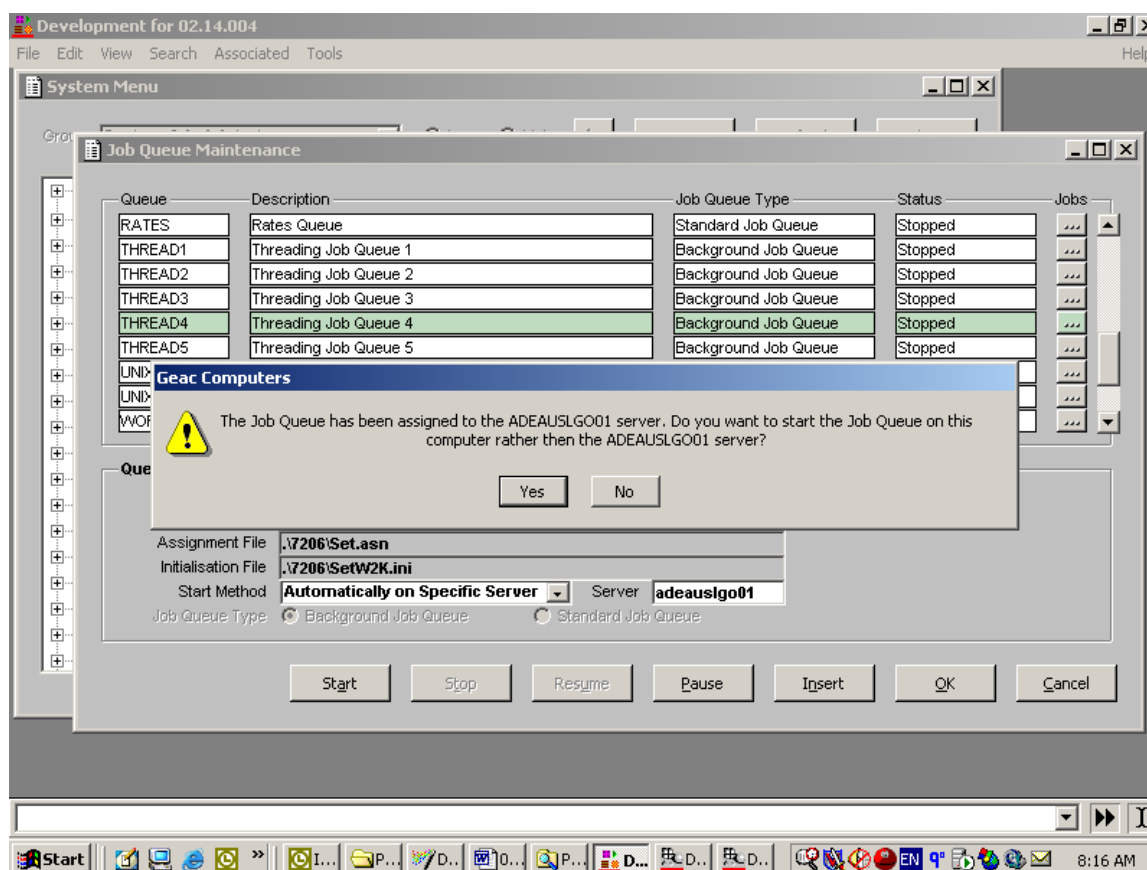 Development for 02.14.004
File Edit View Search Associated Tools Help
System Menu
Job Queue Maintenance
Queue Description Job Queue Type Status Jobs
RATES Rates Queue Standard Job Queue Stopped ...
THREAD1 Threading Job Queue 1 Background Job Queue Stopped ...
THREAD2 Threading Job Queue 2 Background Job Queue Stopped ...
THREAD3 Threading Job Queue 3 Background Job Queue Stopped ...
THREAD4 Threading Job Queue 4 Background Job Queue Stopped ...
THREAD5 Threading Job Queue 5 Background Job Queue Stopped ...
Geac Computers
The Job Queue has been assigned to the ADEAUSLGO01 server. Do you want to start the Job Queue on this
computer rather then the ADEAUSLGO01 server?
Yes No
Assignment File .\7206\Set.asn
Initialisation File .\7206\SetW2K.ini
Start Method Automatically on Specific Server Server adeauslgo01
Job Queue Type Background Job Queue Standard Job Queue
Start Stop Resume Pause Insert OK Cancel
Start » I... P... D.. 0... P... D... D.. D.. EN 8:16 AM